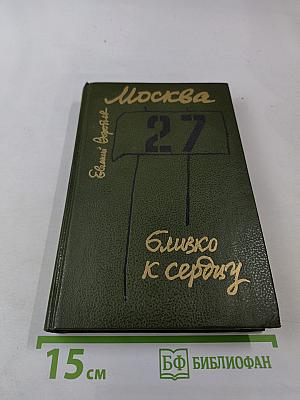 Москва
27
Евгений Воробьев
близко
к сердцу
15 см
БФ БИБЛИОФАН